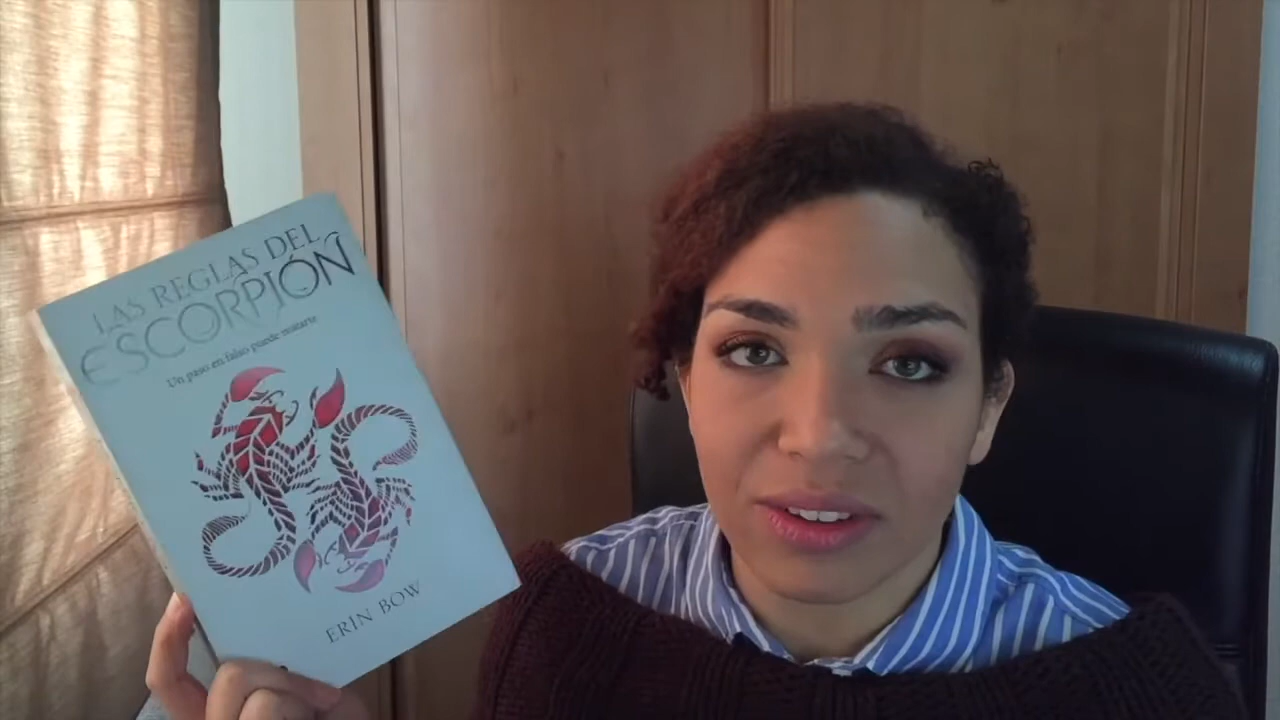 LAS REGLAS DEL
ESCORPIÓN
Un paso en falso puede matarte
ERIN BOW